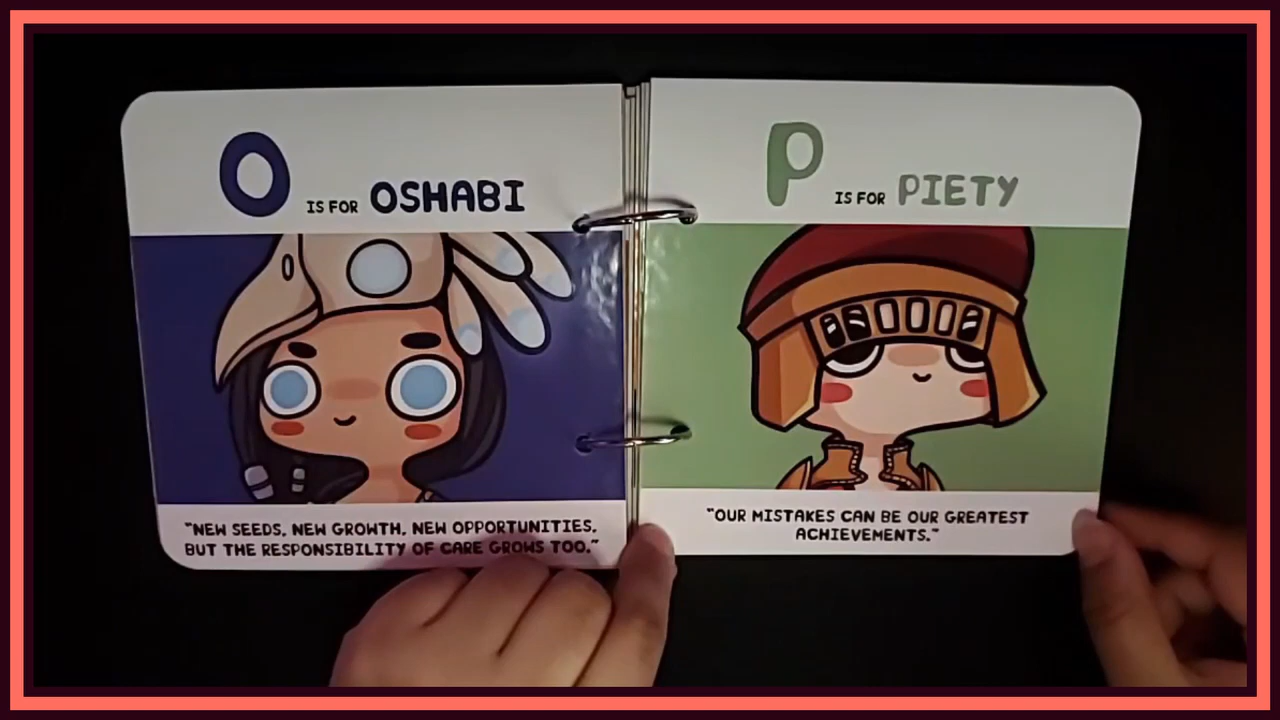 O IS FOR OSHABI
"NEW SEEDS, NEW GROWTH, NEW OPPORTUNITIES,
BUT THE RESPONSIBILITY OF CARE GROWS TOO."
P IS FOR PIETY
"OUR MISTAKES CAN BE OUR GREATEST
ACHIEVEMENTS."